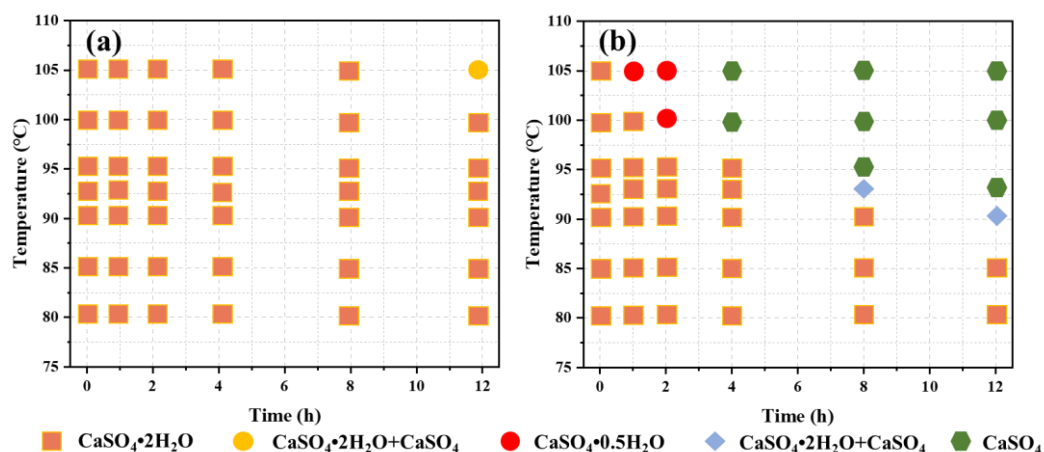 (a)
(b)
Temperature (°C)
110
105
100
95
90
85
80
75
0 2 4 6 8 10 12
Time (h)
Temperature (°C)
110
105
100
95
90
85
80
75
0 2 4 6 8 10 12
Time (h)
CaSO₄•2H₂O
CaSO₄•2H₂O+CaSO₄
CaSO₄•0.5H₂O
CaSO₄•2H₂O+CaSO₄
CaSO₄